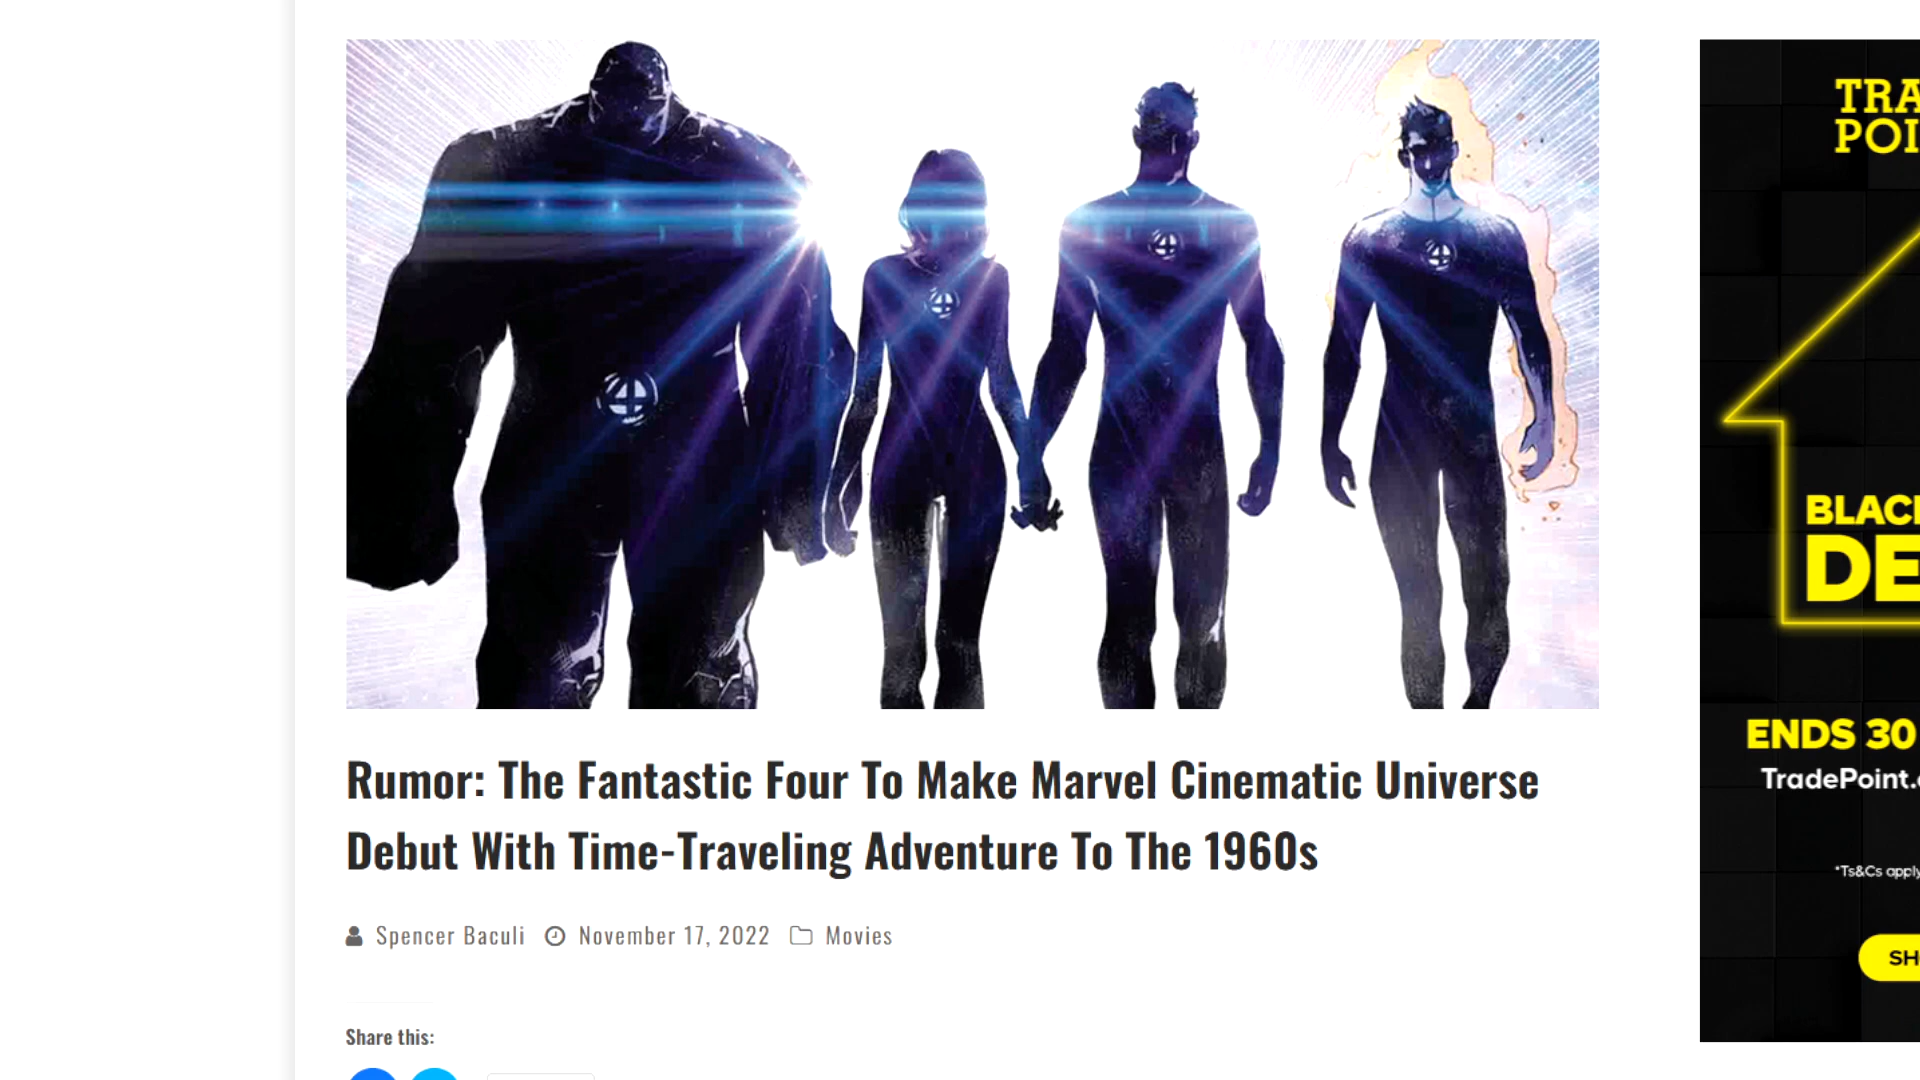 Rumor: The Fantastic Four To Make Marvel Cinematic Universe
Debut With Time-Traveling Adventure To The 1960s
Spencer Baculi November 17, 2022 Movies
Share this:
TRA
POI
BLAC
DE
ENDS 30
TradePoint.
*Ts&Cs apply
SH